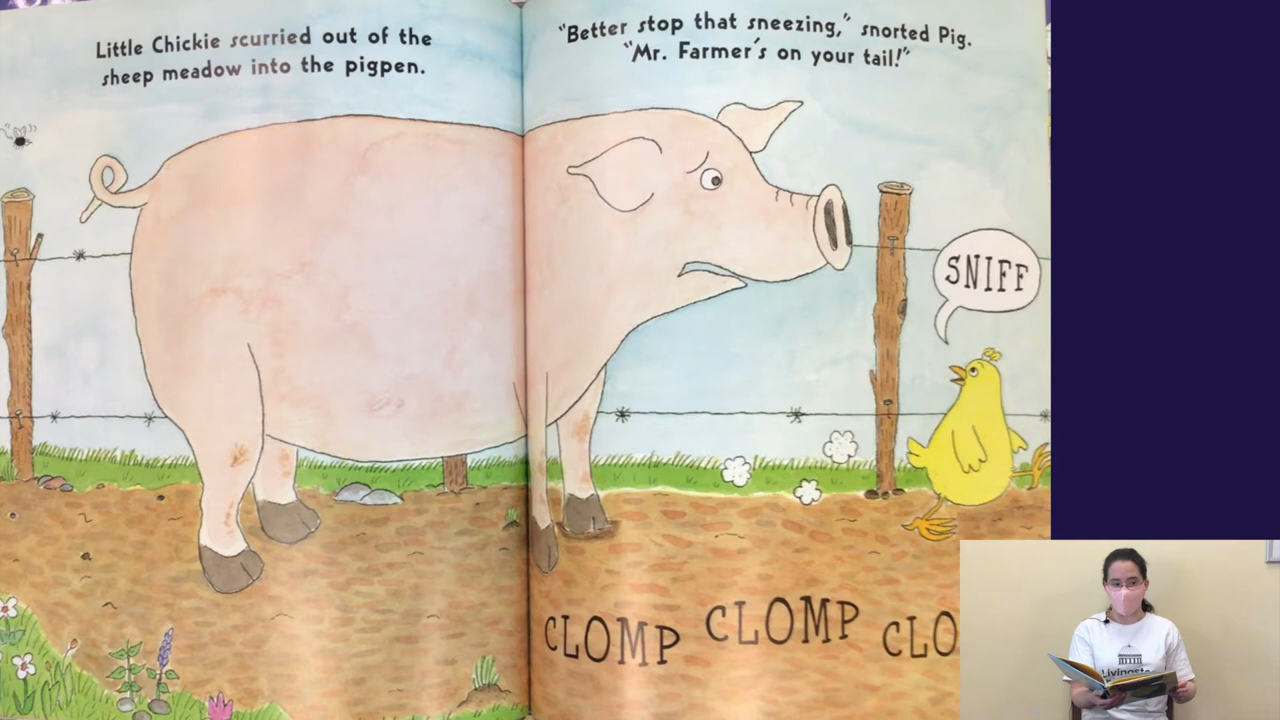 Little Chickie scurried out of the
sheep meadow into the pigpen.
“Better stop that sneezing,” snorted Pig.
“Mr. Farmer’s on your tail!”
SNIFF
CLOMP CLOMP CLO